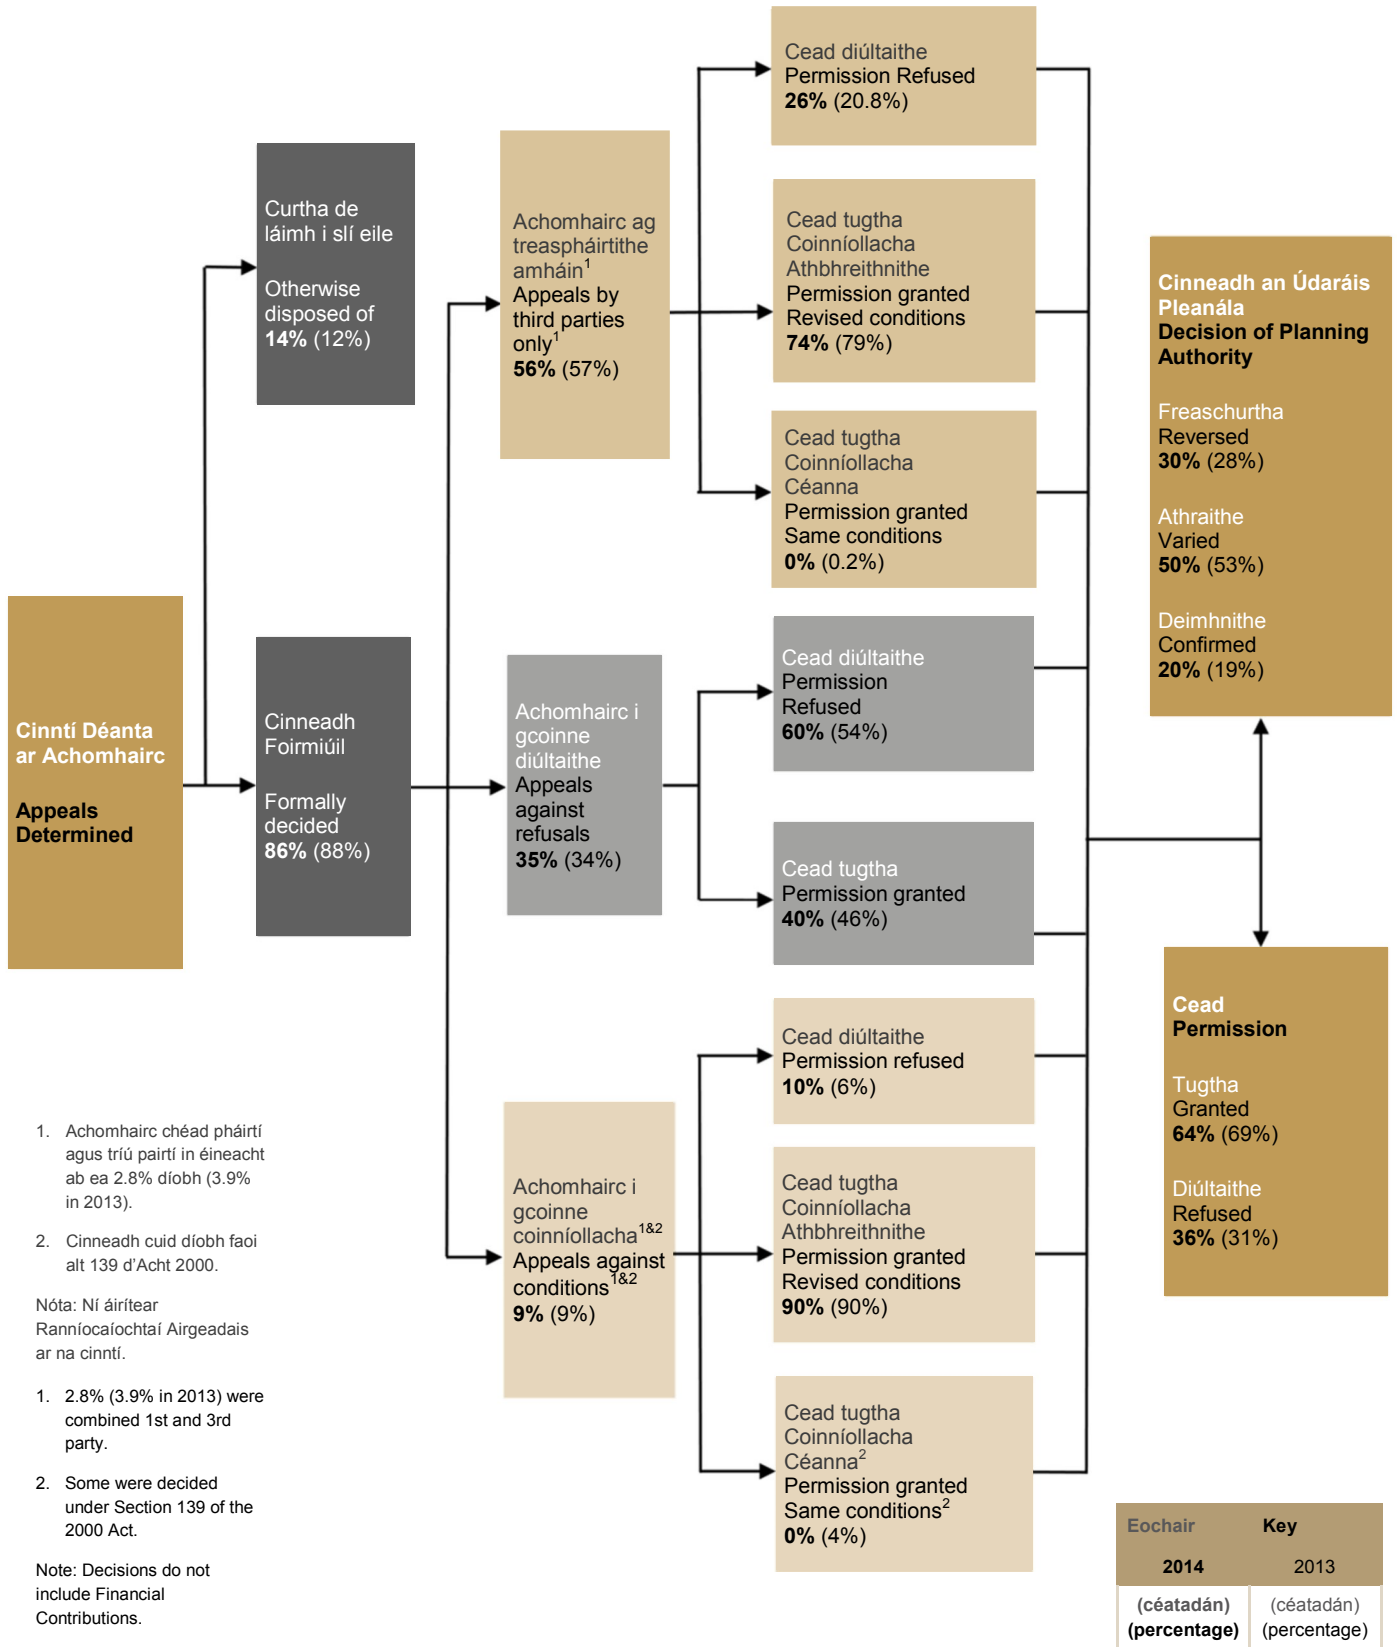 Cinntí Déanta
ar Achomhairc
Appeals
Determined
Curtha de
láimh i slí eile
Otherwise
disposed of
14% (12%)
Cinneadh
Foirmiúil
Formally
decided
86% (88%)
Achomhairc ag
treaspháirtithe
amháin1
Appeals by
third parties
only1
56% (57%)
Achomhairc i
gcoinne
diúltaithe
Appeals
against
refusals
35% (34%)
Achomhairc i
gcoinne
coinníollacha1&2
Appeals against
conditions1&2
9% (9%)
Cead diúltaithe
Permission Refused
26% (20.8%)
Cead tugtha
Coinníollacha
Athbhreithnithe
Permission granted
Revised conditions
74% (79%)
Cead tugtha
Coinníollacha
Céanna
Permission granted
Same conditions
0% (0.2%)
Cead diúltaithe
Permission
Refused
60% (54%)
Cead tugtha
Permission granted
40% (46%)
Cead diúltaithe
Permission refused
10% (6%)
Cead tugtha
Coinníollacha
Athbhreithnithe
Permission granted
Revised conditions
90% (90%)
Cead tugtha
Coinníollacha
Céanna2
Permission granted
Same conditions2
0% (4%)
Cinneadh an Údaráis
Pleanála
Decision of Planning
Authority
Freaschurtha
Reversed
30% (28%)
Athraithe
Varied
50% (53%)
Deimhnithe
Confirmed
20% (19%)
Cead
Permission
Tugtha
Granted
64% (69%)
Diúltaithe
Refused
36% (31%)
1. Achomhairc chéad pháirtí
agus tríú pairtí in éineacht
ab ea 2.8% díobh (3.9%
in 2013).
2. Cinneadh cuid díobh faoi
alt 139 d'Acht 2000.
Nóta: Ní áirítear
Ranníocaíochtaí Airgeadais
ar na cinntí.
1. 2.8% (3.9% in 2013) were
combined 1st and 3rd
party.
2. Some were decided
under Section 139 of the
2000 Act.
Note: Decisions do not
include Financial
Contributions.
Eochair Key
2014 2013
(céatadán) (céatadán)
(percentage) (percentage)